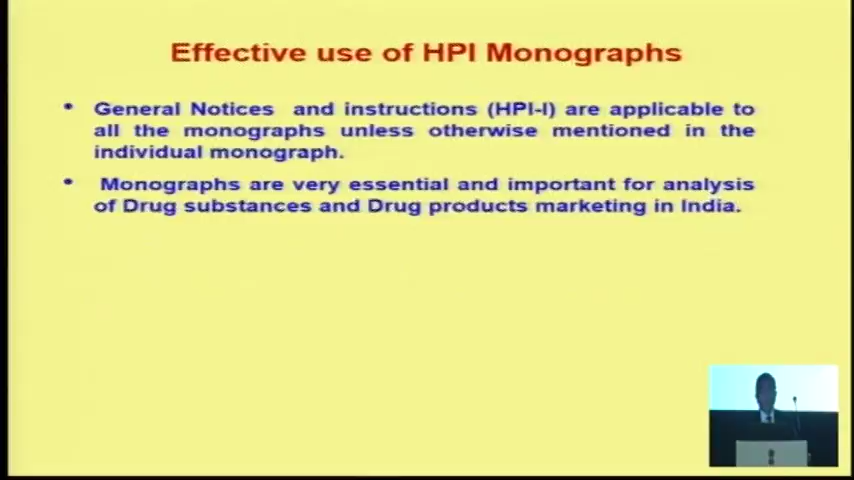 Effective use of HPI Monographs
• General Notices and instructions (HPI-I) are applicable to
all the monographs unless otherwise mentioned in the
individual monograph.
• Monographs are very essential and important for analysis
of Drug substances and Drug products marketing in India.